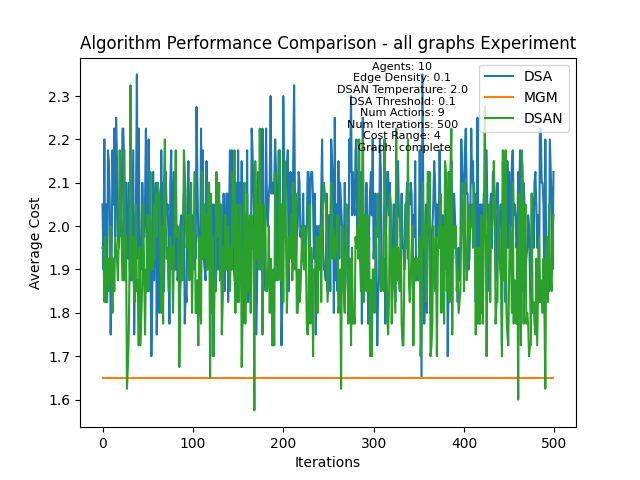 Algorithm Performance Comparison - all graphs Experiment
Agents: 10
Edge Density: 0.1
DSAN Temperature: 2.0
DSA Threshold: 0.1
Num Actions: 9
Num Iterations: 500
Cost Range: 4
Graph: complete
DSA
MGM
DSAN
Average Cost
2.3
2.2
2.1
2.0
1.9
1.8
1.7
1.6
0
100
200
300
400
500
Iterations